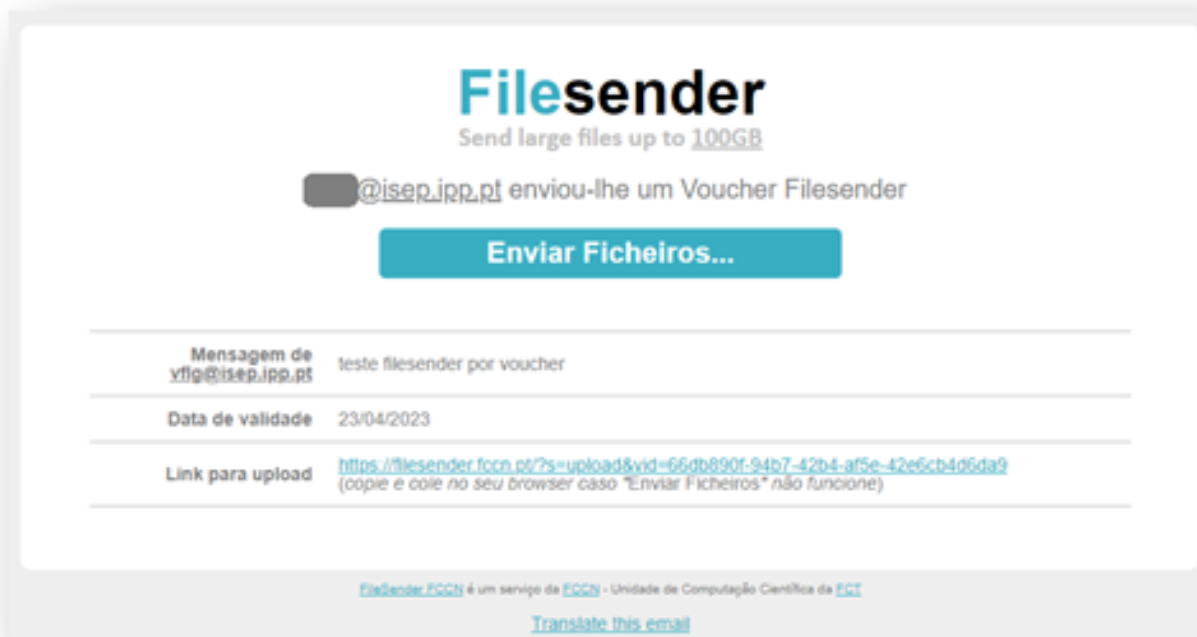 Filesender
Send large files up to 100GB
@isep.ipp.pt enviou-lhe um Voucher Filesender
Enviar Ficheiros...
Mensagem de
vflg@isep.ipp.pt
teste filesender por voucher
Data de validade 23/04/2023
Link para upload
https://filesender.fccn.pt/?s=upload&vid=66db890f-94b7-42b4-af5e-42e6cb4d6da9
(copie e cole no seu browser caso "Enviar Ficheiros" não funcione)
FileSender FCCN é um serviço da FCCN - Unidade de Computação Científica da FCT
Translate this email